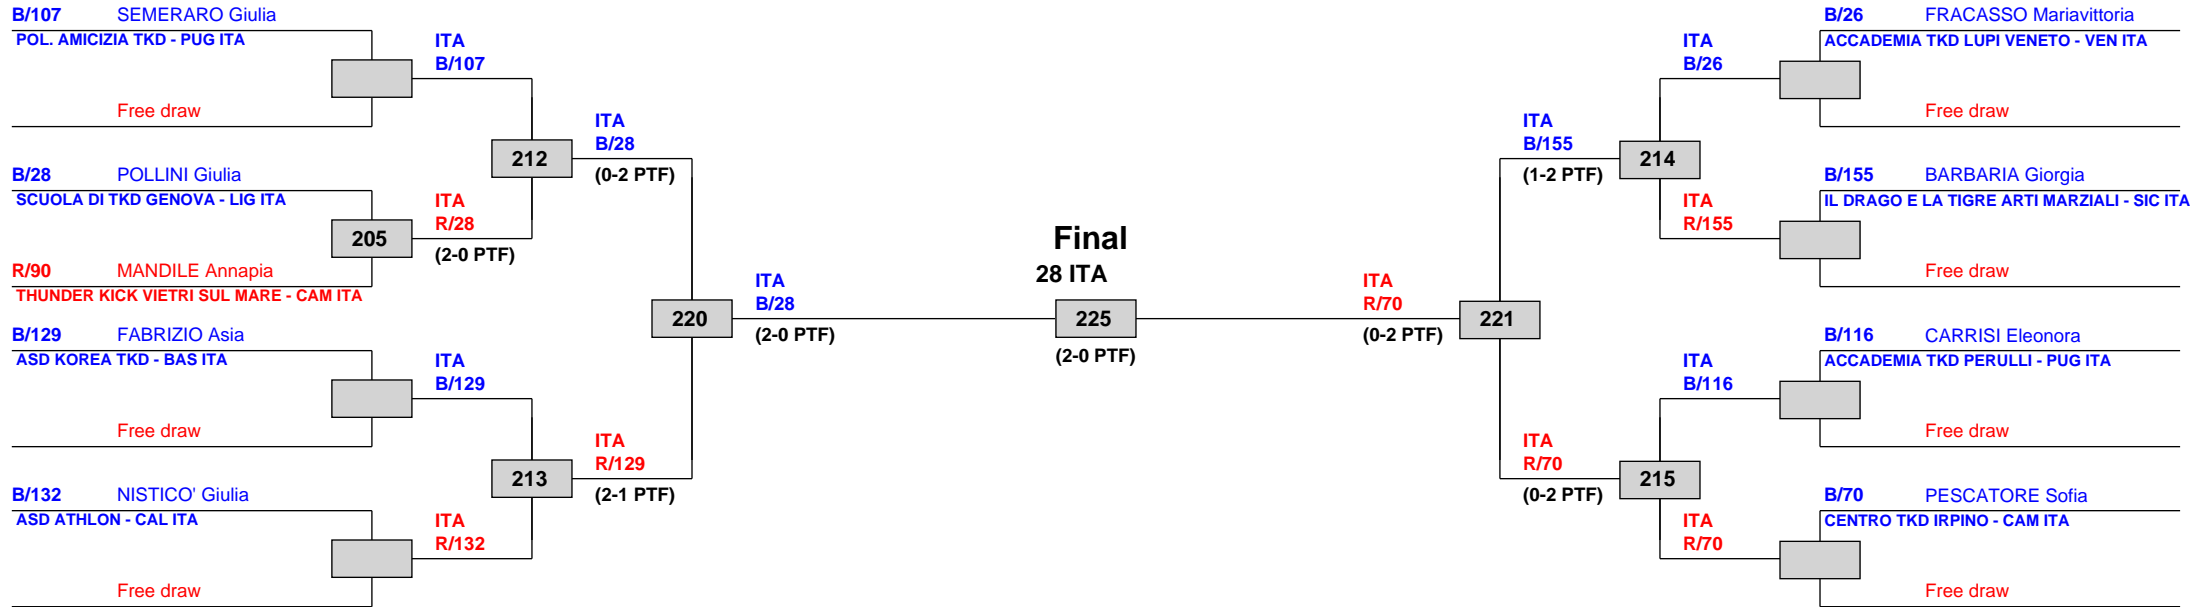 B/107 SEMERARO Giulia
POL. AMICIZIA TKD - PUG ITA
Free draw
B/28 POLLINI Giulia
SCUOLA DI TKD GENOVA - LIG ITA
205
R/90 MANDILE Annapia
THUNDER KICK VIETRI SUL MARE - CAM ITA
B/129 FABRIZIO Asia
ASD KOREA TKD - BAS ITA
Free draw
B/132 NISTICO' Giulia
ASD ATHLON - CAL ITA
Free draw
ITA
B/107
212
ITA
R/28
(2-0 PTF)
ITA
B/129
213
ITA
R/132
ITA
B/28
(0-2 PTF)
220
ITA
R/129
(2-1 PTF)
ITA
B/28
(2-0 PTF)
Final
28 ITA
225
(2-0 PTF)
ITA
R/70
(0-2 PTF)
221
ITA
B/155
(1-2 PTF)
214
ITA
R/70
(0-2 PTF)
215
ITA
B/26
ITA
R/155
ITA
B/116
ITA
R/70
B/26 FRACASSO Mariavittoria
ACCADEMIA TKD LUPI VENETO - VEN ITA
Free draw
B/155 BARBARIA Giorgia
IL DRAGO E LA TIGRE ARTI MARZIALI - SIC ITA
Free draw
B/116 CARRISI Eleonora
ACCADEMIA TKD PERULLI - PUG ITA
Free draw
B/70 PESCATORE Sofia
CENTRO TKD IRPINO - CAM ITA
Free draw